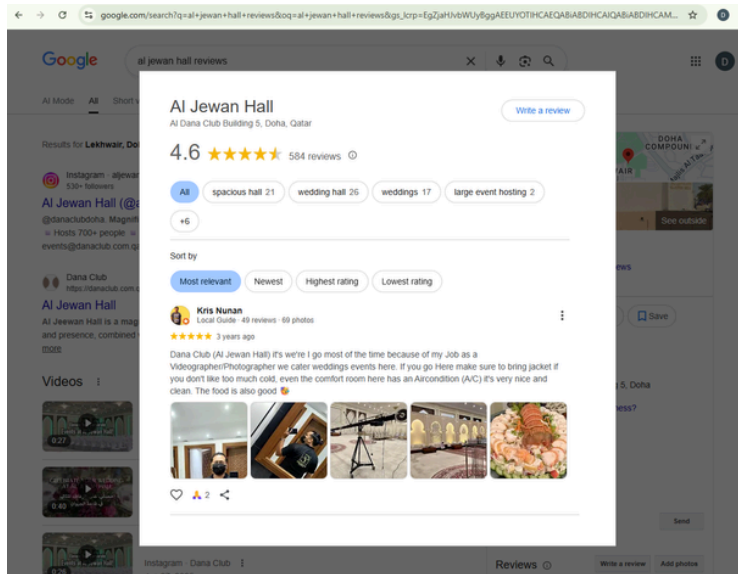 google.com/search?q=al+jewan+hall+reviews&oq=al+jewan+hall+reviews&gs_lcrp=EgZjaHJvbWUyBggAEEUYOTIHCAEQABiABDIHCAIQABiABDIHCAM...
D
Google
al jewan hall reviews
D
AI Mode All Short
Results for Lekhwair, Do
Instagram · aljewan
530+ followers
Al Jewan Hall (@a
@danaclubdoha. Magnifi
Hosts 700+ people
events@danaclub.com.qa
Dana Club
https://danaclub.com.
Al Jewan Hall
Al Jeewan Hall is a mag
and presence, combined
more
Videos
0:27
0:40
0:26
Instagram · Dana Club
Al Jewan Hall
Al Dana Club Building 5, Doha, Qatar
Write a review
4.6 584 reviews
All spacious hall 21 wedding hall 26 weddings 17 large event hosting 2
+6
Sort by
Most relevant Newest Highest rating Lowest rating
Kris Nunan
Local Guide · 49 reviews · 69 photos
3 years ago
Dana Club (Al Jewan Hall) it's we're I go most of the time because of my Job as a
Videographer/Photographer we cater weddings events here. If you go Here make sure to bring jacket if
you don't like too much cold, even the comfort room here has an Aircondition (A/C) it's very nice and
clean. The food is also good
2
DOHA
COMPOUN
AIR
See outside
ews
Save
5, Doha
ness?
Send
Reviews
Write a review Add photos